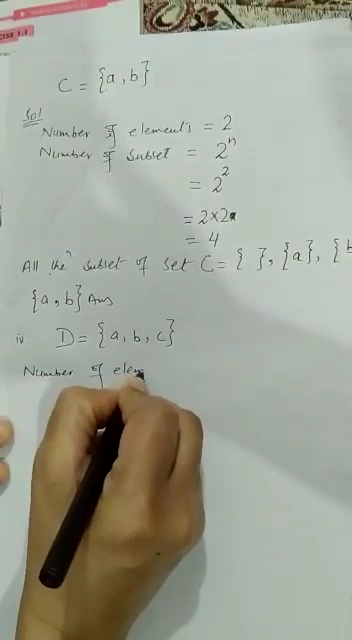 C = {a, b}
Sol
Number of elements = 2
Number of Subset = 2ⁿ
= 2²
= 2×2
= 4
All the subset of set C = { }, {a}, {b
{a, b} Ans
iv. D = {a, b, c}
Number of elem